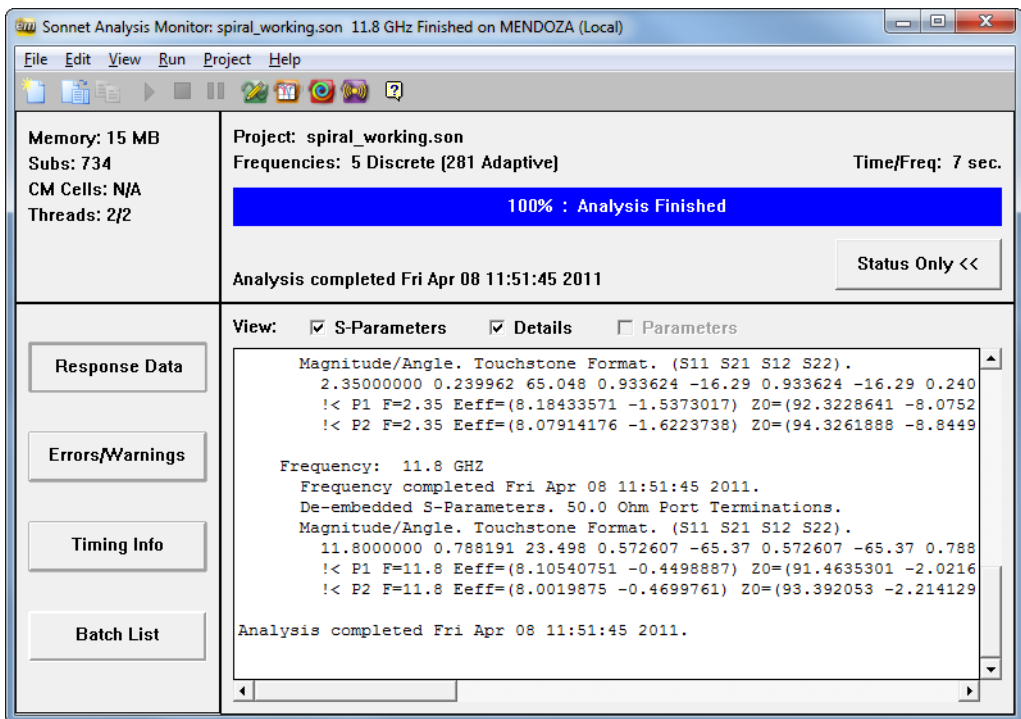 Sonnet Analysis Monitor: spiral_working.son 11.8 GHz Finished on MENDOZA (Local)
File Edit View Run Project Help
Memory: 15 MB
Subs: 734
CM Cells: N/A
Threads: 2/2
Project: spiral_working.son
Frequencies: 5 Discrete (281 Adaptive)
Time/Freq: 7 sec.
100% : Analysis Finished
Status Only <<
Analysis completed Fri Apr 08 11:51:45 2011
Response Data
Errors/Warnings
Timing Info
Batch List
View: S-Parameters Details Parameters
Magnitude/Angle. Touchstone Format. (S11 S21 S12 S22).
2.35000000 0.239962 65.048 0.933624 -16.29 0.933624 -16.29 0.240
!< P1 F=2.35 Eeff=(8.18433571 -1.5373017) Z0=(92.3228641 -8.0752
!< P2 F=2.35 Eeff=(8.07914176 -1.6223738) Z0=(94.3261888 -8.8449
Frequency: 11.8 GHZ
Frequency completed Fri Apr 08 11:51:45 2011.
De-embedded S-Parameters. 50.0 Ohm Port Terminations.
Magnitude/Angle. Touchstone Format. (S11 S21 S12 S22).
11.8000000 0.788191 23.498 0.572607 -65.37 0.572607 -65.37 0.788
!< P1 F=11.8 Eeff=(8.10540751 -0.4498887) Z0=(91.4635301 -2.0216
!< P2 F=11.8 Eeff=(8.0019875 -0.4699761) Z0=(93.392053 -2.214129
Analysis completed Fri Apr 08 11:51:45 2011.